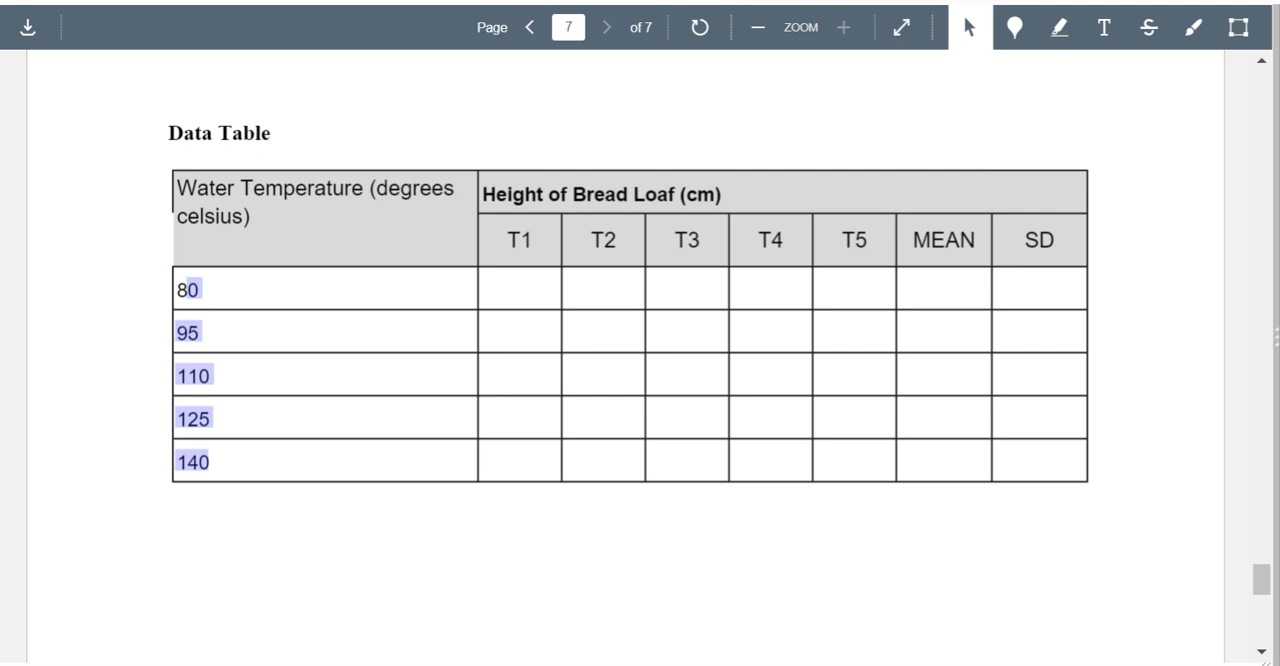 Page 7 of 7 ZOOM T S
Data Table
Water Temperature (degrees celsius)
Height of Bread Loaf (cm)
T1 T2 T3 T4 T5 MEAN SD
80
95
110
125
140